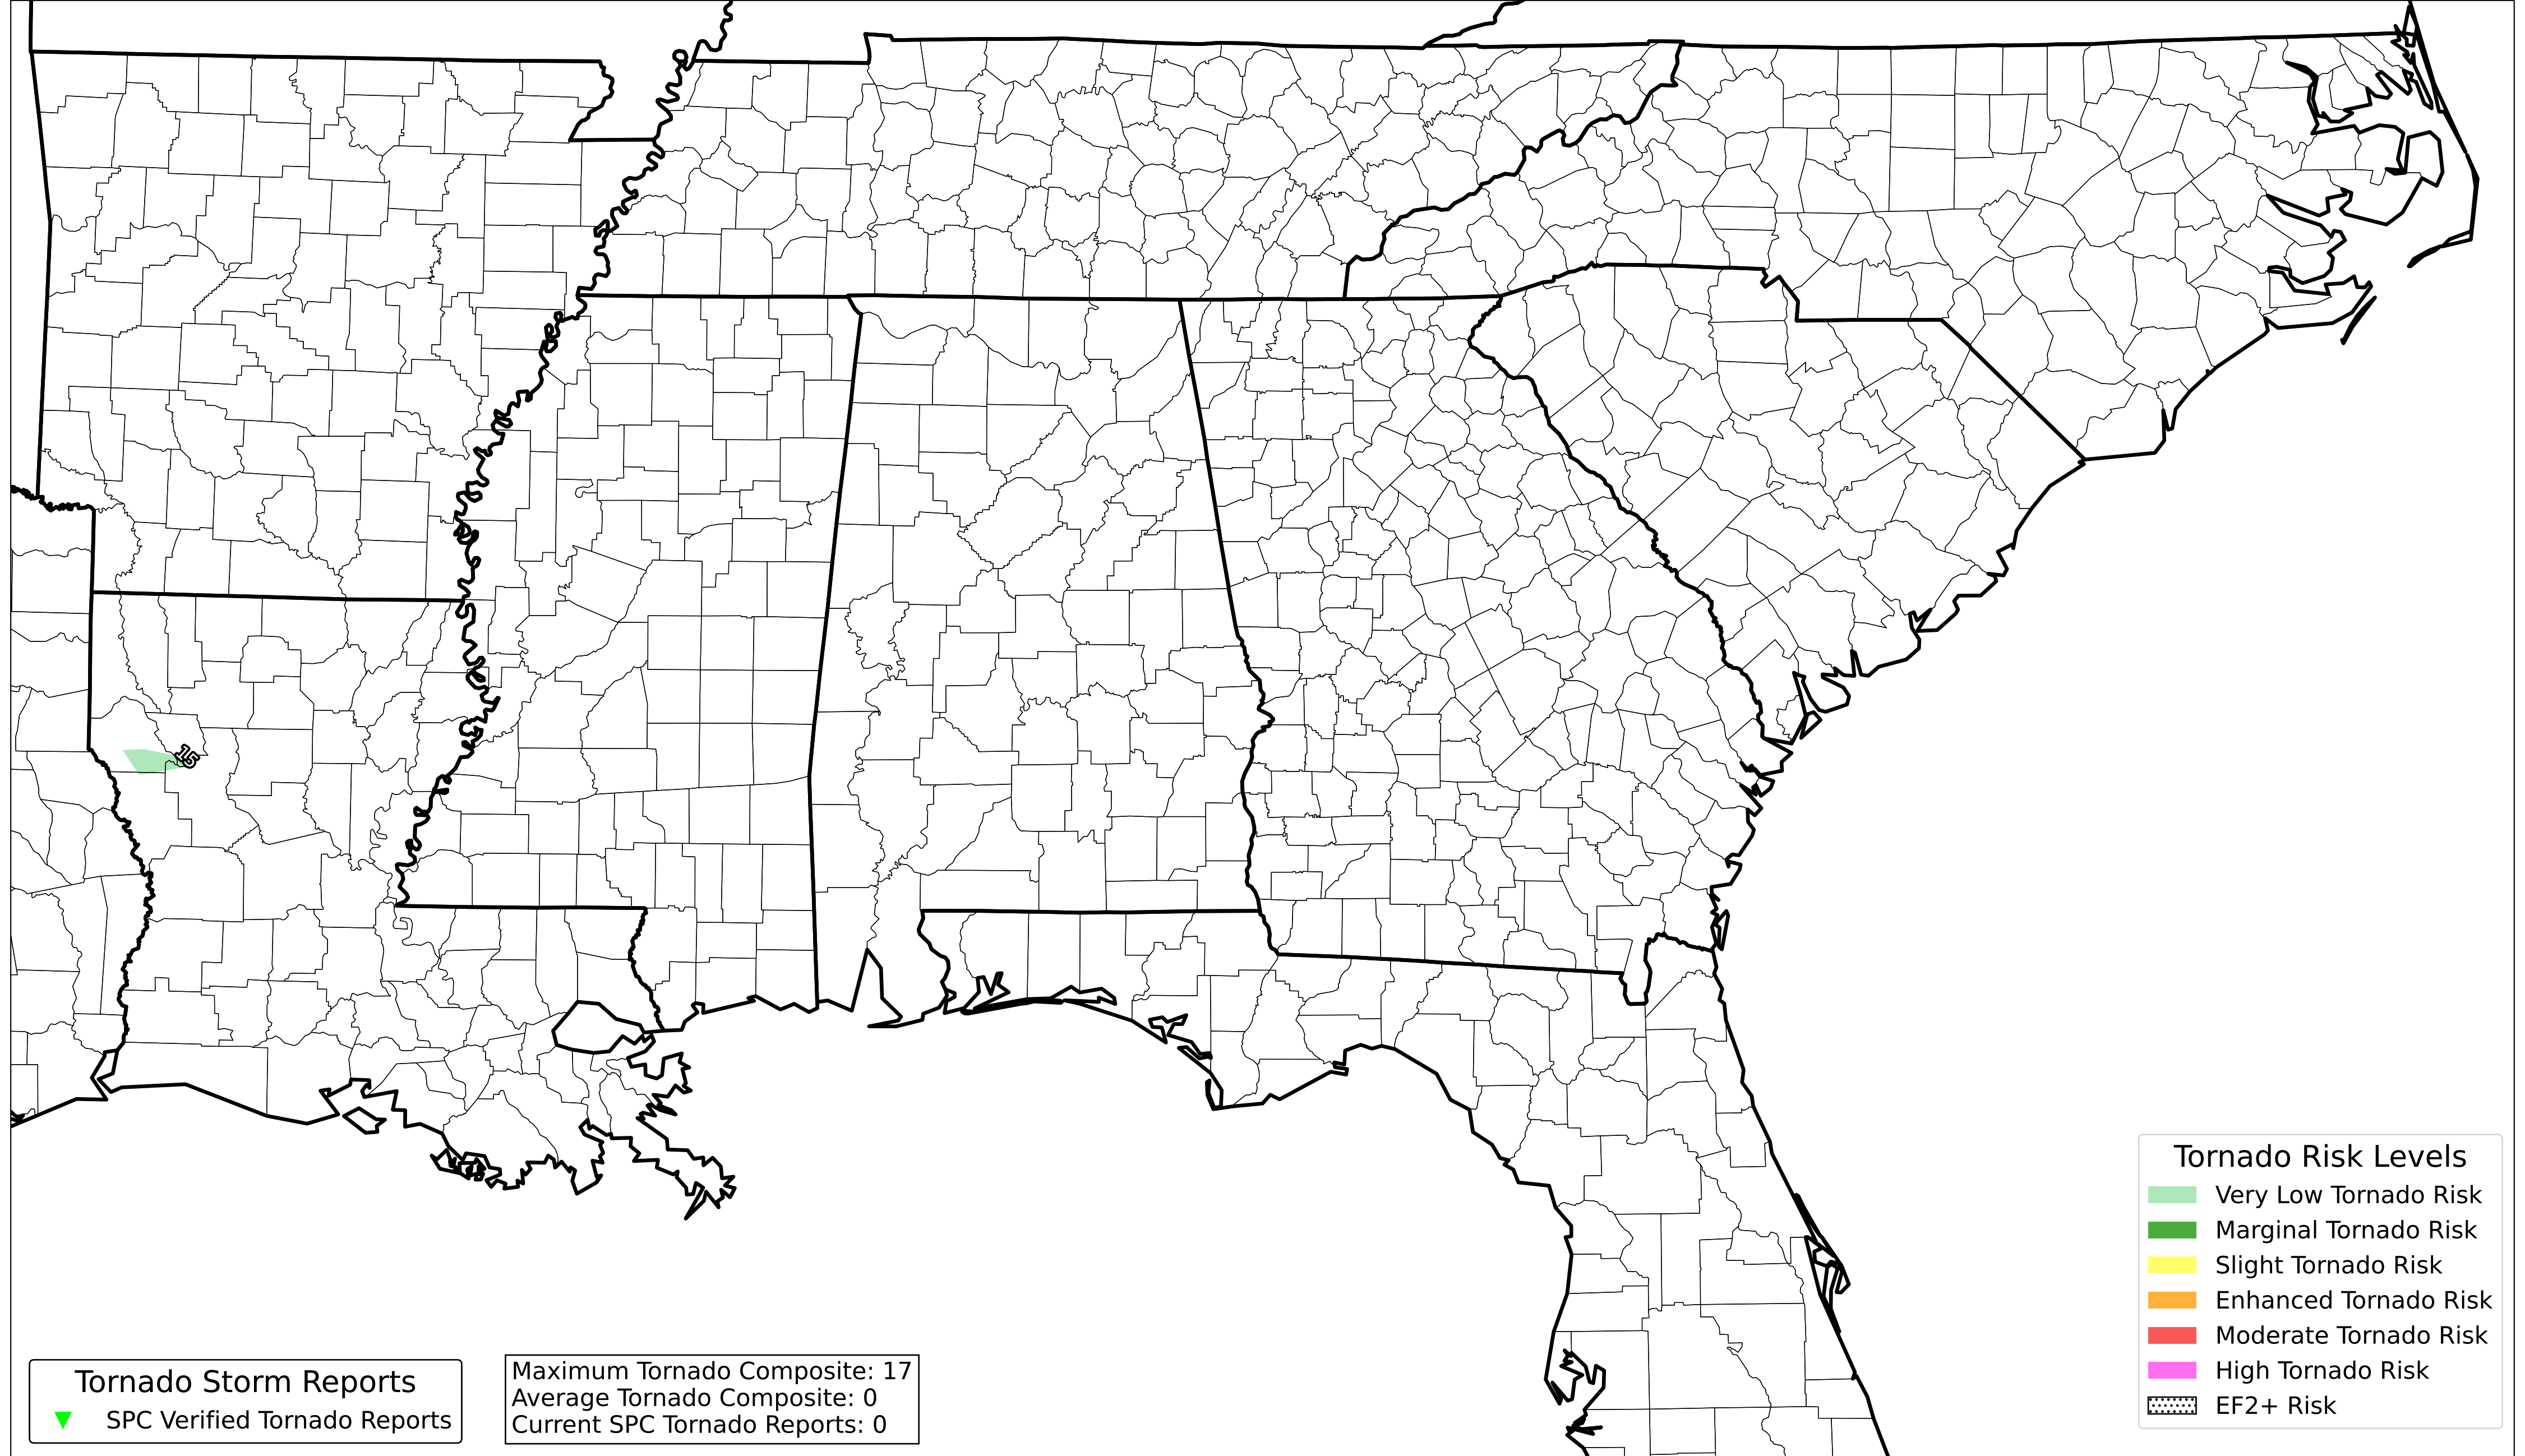 15
Tornado Risk Levels
Very Low Tornado Risk
Marginal Tornado Risk
Slight Tornado Risk
Enhanced Tornado Risk
Moderate Tornado Risk
High Tornado Risk
EF2+ Risk
Tornado Storm Reports
SPC Verified Tornado Reports
Maximum Tornado Composite: 17
Average Tornado Composite: 0
Current SPC Tornado Reports: 0